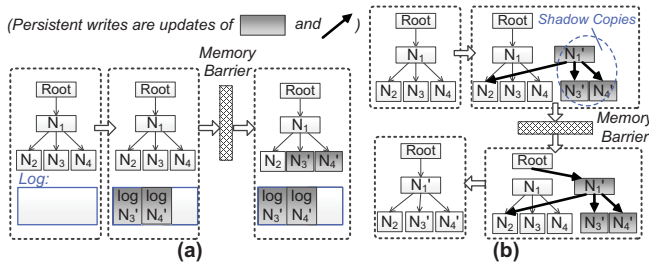 (Persistent writes are updates of and )
Shadow Copies
Memory
Barrier
Root
N1
N2 N3 N4
Log:
Root
N1
N2 N3 N4
log log
N3' N4'
Root
N1
N2 N3' N4'
log log
N3' N4'
(a)
Root
N1
N2 N3 N4
Root
N1 N1'
N2 N3 N4 N3' N4'
Memory
Barrier
Root
N1'
N2 N3' N4'
Root
N1 N1'
N2 N3 N4 N3' N4'
(b)